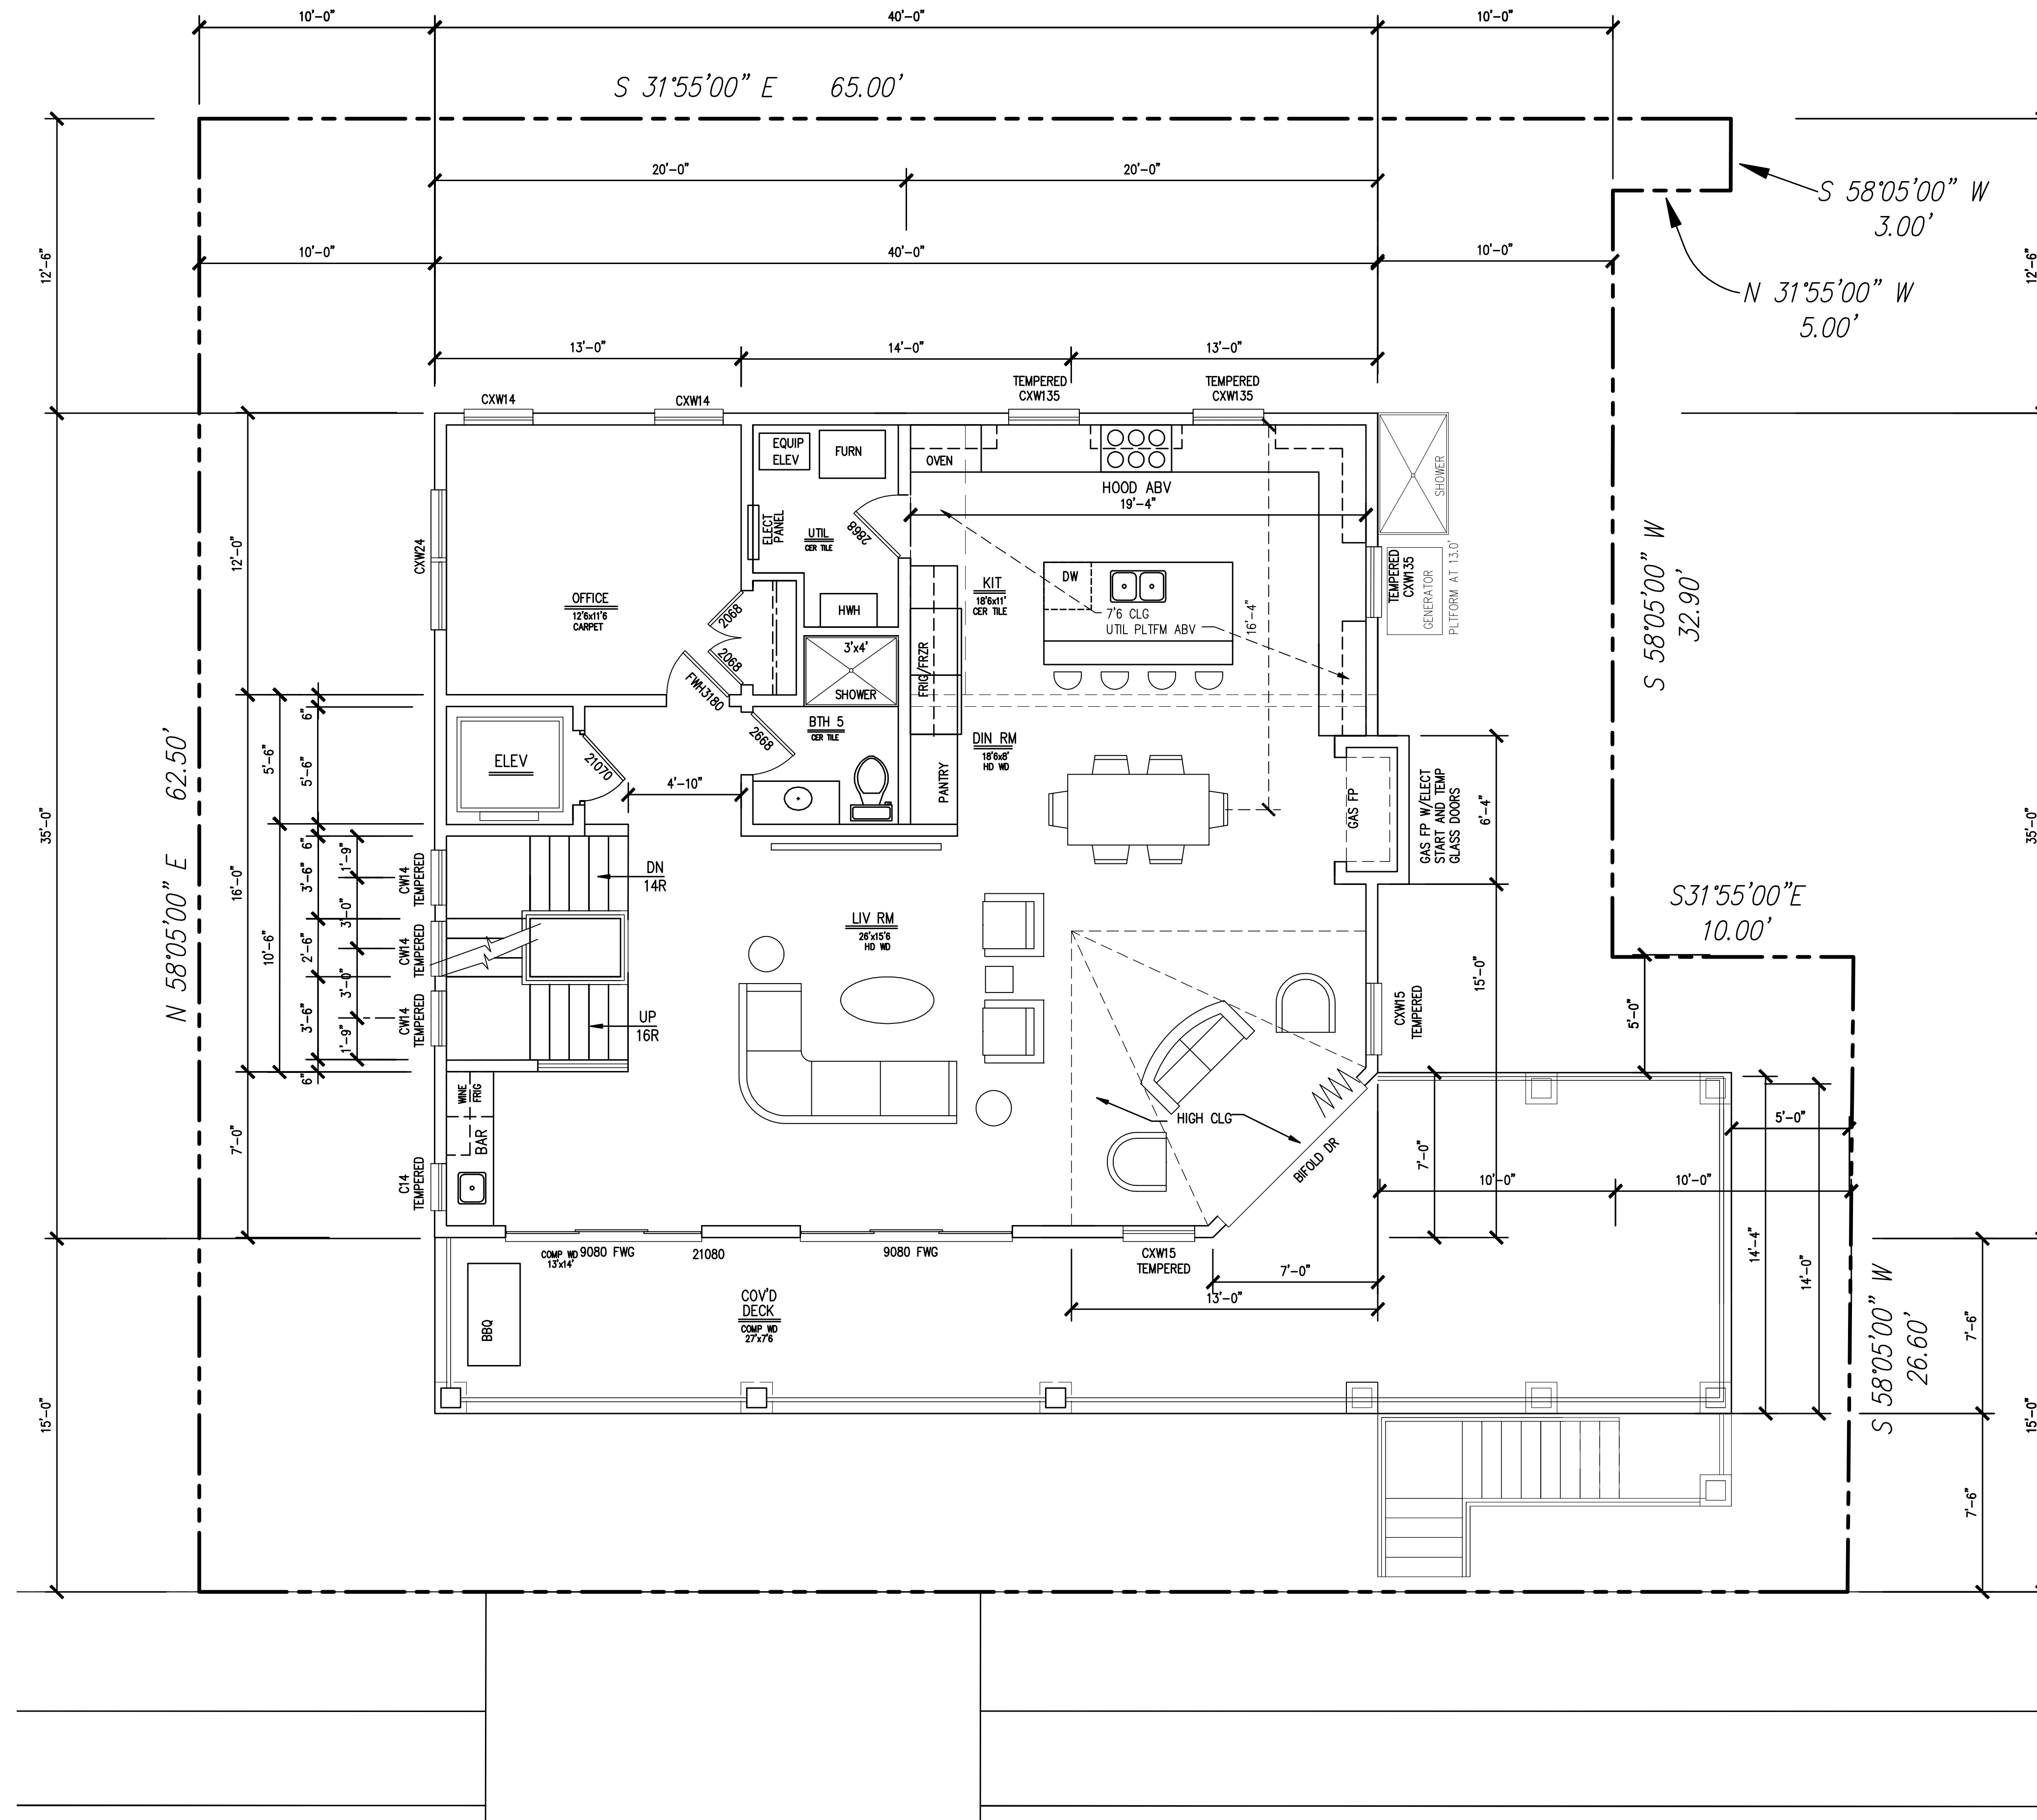 10'-0"
40'-0"
10'-0"
S 31°55'00" E 65.00'
20'-0"
20'-0"
S 58°05'00" W
3.00'
10'-0"
40'-0"
10'-0"
12'-6"
12'-6"
N 31°55'00" W
5.00'
13'-0"
14'-0"
13'-0"
CXW14
CXW14
TEMPERED
CXW135
TEMPERED
CXW135
EQUIP
ELEV
FURN
OVEN
HOOD ABV
19'-4"
SHOWER
ELECT
PANEL
UTIL
CER TILE
2868
CXW24
12'-0"
OFFICE
12'6x11'6
CARPET
2068
2068
HWH
KIT
18'6x11'
CER TILE
DW
7'6 CLG
UTIL PLTFM ABV
16'-4"
TEMPERED
CXW135
GENERATOR
PLTFORM AT 13.0'
S 58°05'00" W
32.90'
3'x4'
SHOWER
FRIG/FRZR
FWH3180
6"
5'-6"
5'-6"
BTH 5
CER TILE
2668
DIN RM
18'6x8'
HD WD
ELEV
21070
4'-10"
PANTRY
GAS FP
GAS FP W/ELECT
START AND TEMP
GLASS DOORS
6'-4"
N 58°05'00" E 62.50'
35'-0"
35'-0"
16'-0"
10'-6"
6"
3'-6"
2'-6"
3'-6"
6"
1'-9"
3'-0"
3'-0"
1'-9"
CW14
TEMPERED
CW14
TEMPERED
CW14
TEMPERED
DN
14R
UP
16R
LIV RM
26'x15'6
HD WD
S31°55'00"E
10.00'
15'-0"
5'-0"
CXW15
TEMPERED
WINE
FRIG
BAR
7'-0"
C14
TEMPERED
HIGH CLG
BIFOLD DR
7'-0"
5'-0"
10'-0"
10'-0"
14'-4"
14'-0"
COMP WD
13'x14'
9080 FWG
21080
9080 FWG
CXW15
TEMPERED
7'-0"
13'-0"
BBQ
COV'D
DECK
COMP WD
27'x7'6
S 58°05'00" W
26.60'
7'-6"
7'-6"
15'-0"
15'-0"